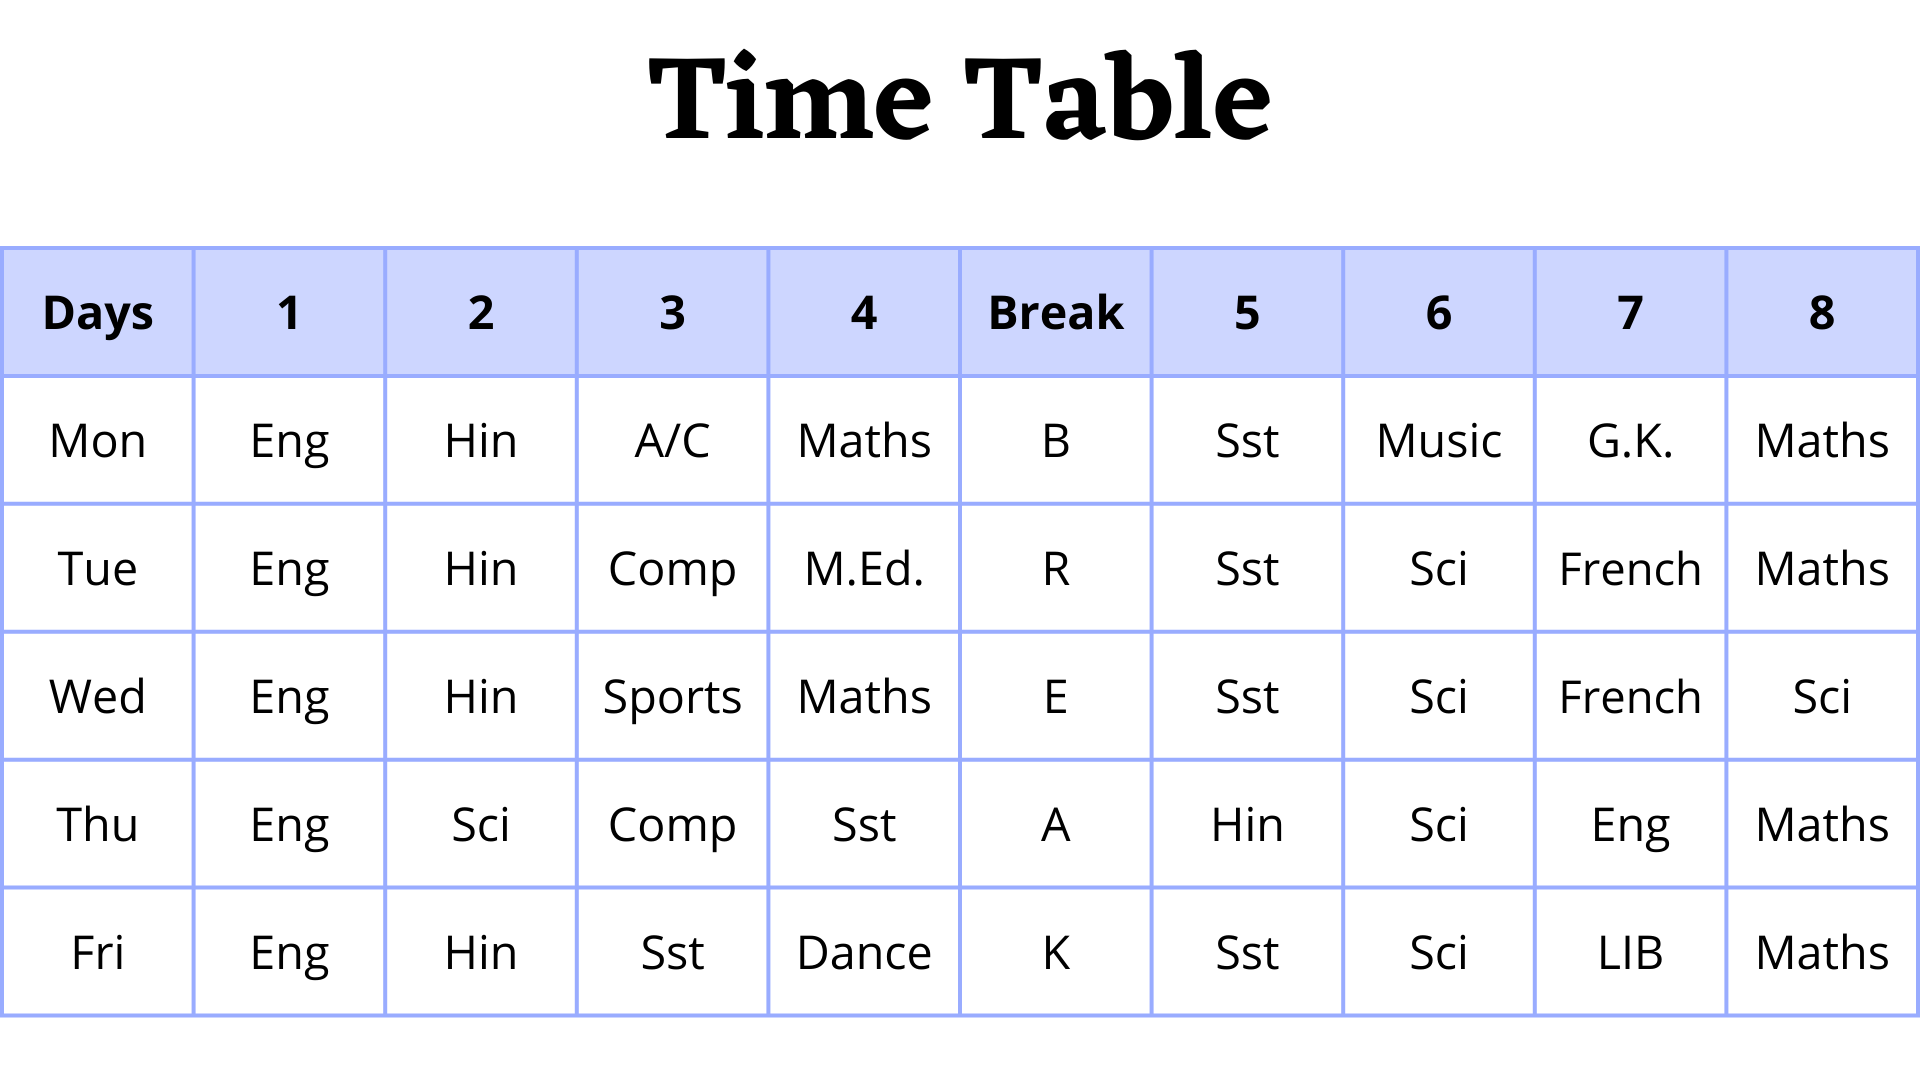 Time Table
Days 1 2 3 4 Break 5 6 7 8
Mon Eng Hin A/C Maths B Sst Music G.K. Maths
Tue Eng Hin Comp M.Ed. R Sst Sci French Maths
Wed Eng Hin Sports Maths E Sst Sci French Sci
Thu Eng Sci Comp Sst A Hin Sci Eng Maths
Fri Eng Hin Sst Dance K Sst Sci LIB Maths